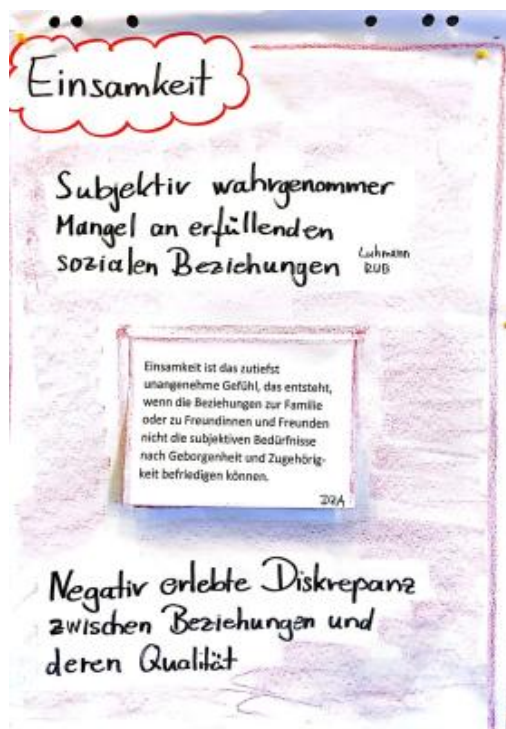 Einsamkeit
Subjektiv wahrgenommer
Mangel an erfüllenden
sozialen Beziehungen
Luhmann
RUB
Einsamkeit ist das zutiefst
unangenehme Gefühl, das entsteht,
wenn die Beziehungen zur Familie
oder zu Freundinnen und Freunden
nicht die subjektiven Bedürfnisse
nach Geborgenheit und Zugehörig-
keit befriedigen können.
Negativ erlebte Diskrepanz
zwischen Beziehungen und
deren Qualität